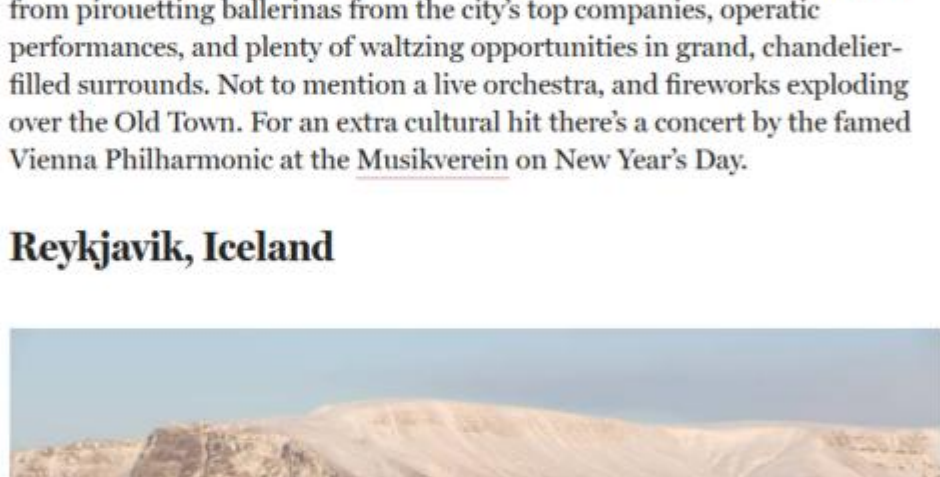 from pirouetting ballerinas from the city's top companies, operatic
performances, and plenty of waltzing opportunities in grand, chandelier-
filled surrounds. Not to mention a live orchestra, and fireworks exploding
over the Old Town. For an extra cultural hit there's a concert by the famed
Vienna Philharmonic at the Musikverein on New Year's Day.
Reykjavik, Iceland